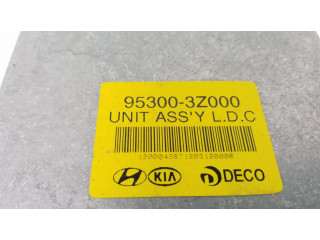 95300-3Z000
UNIT ASS'Y L.D.C
KIA DECO